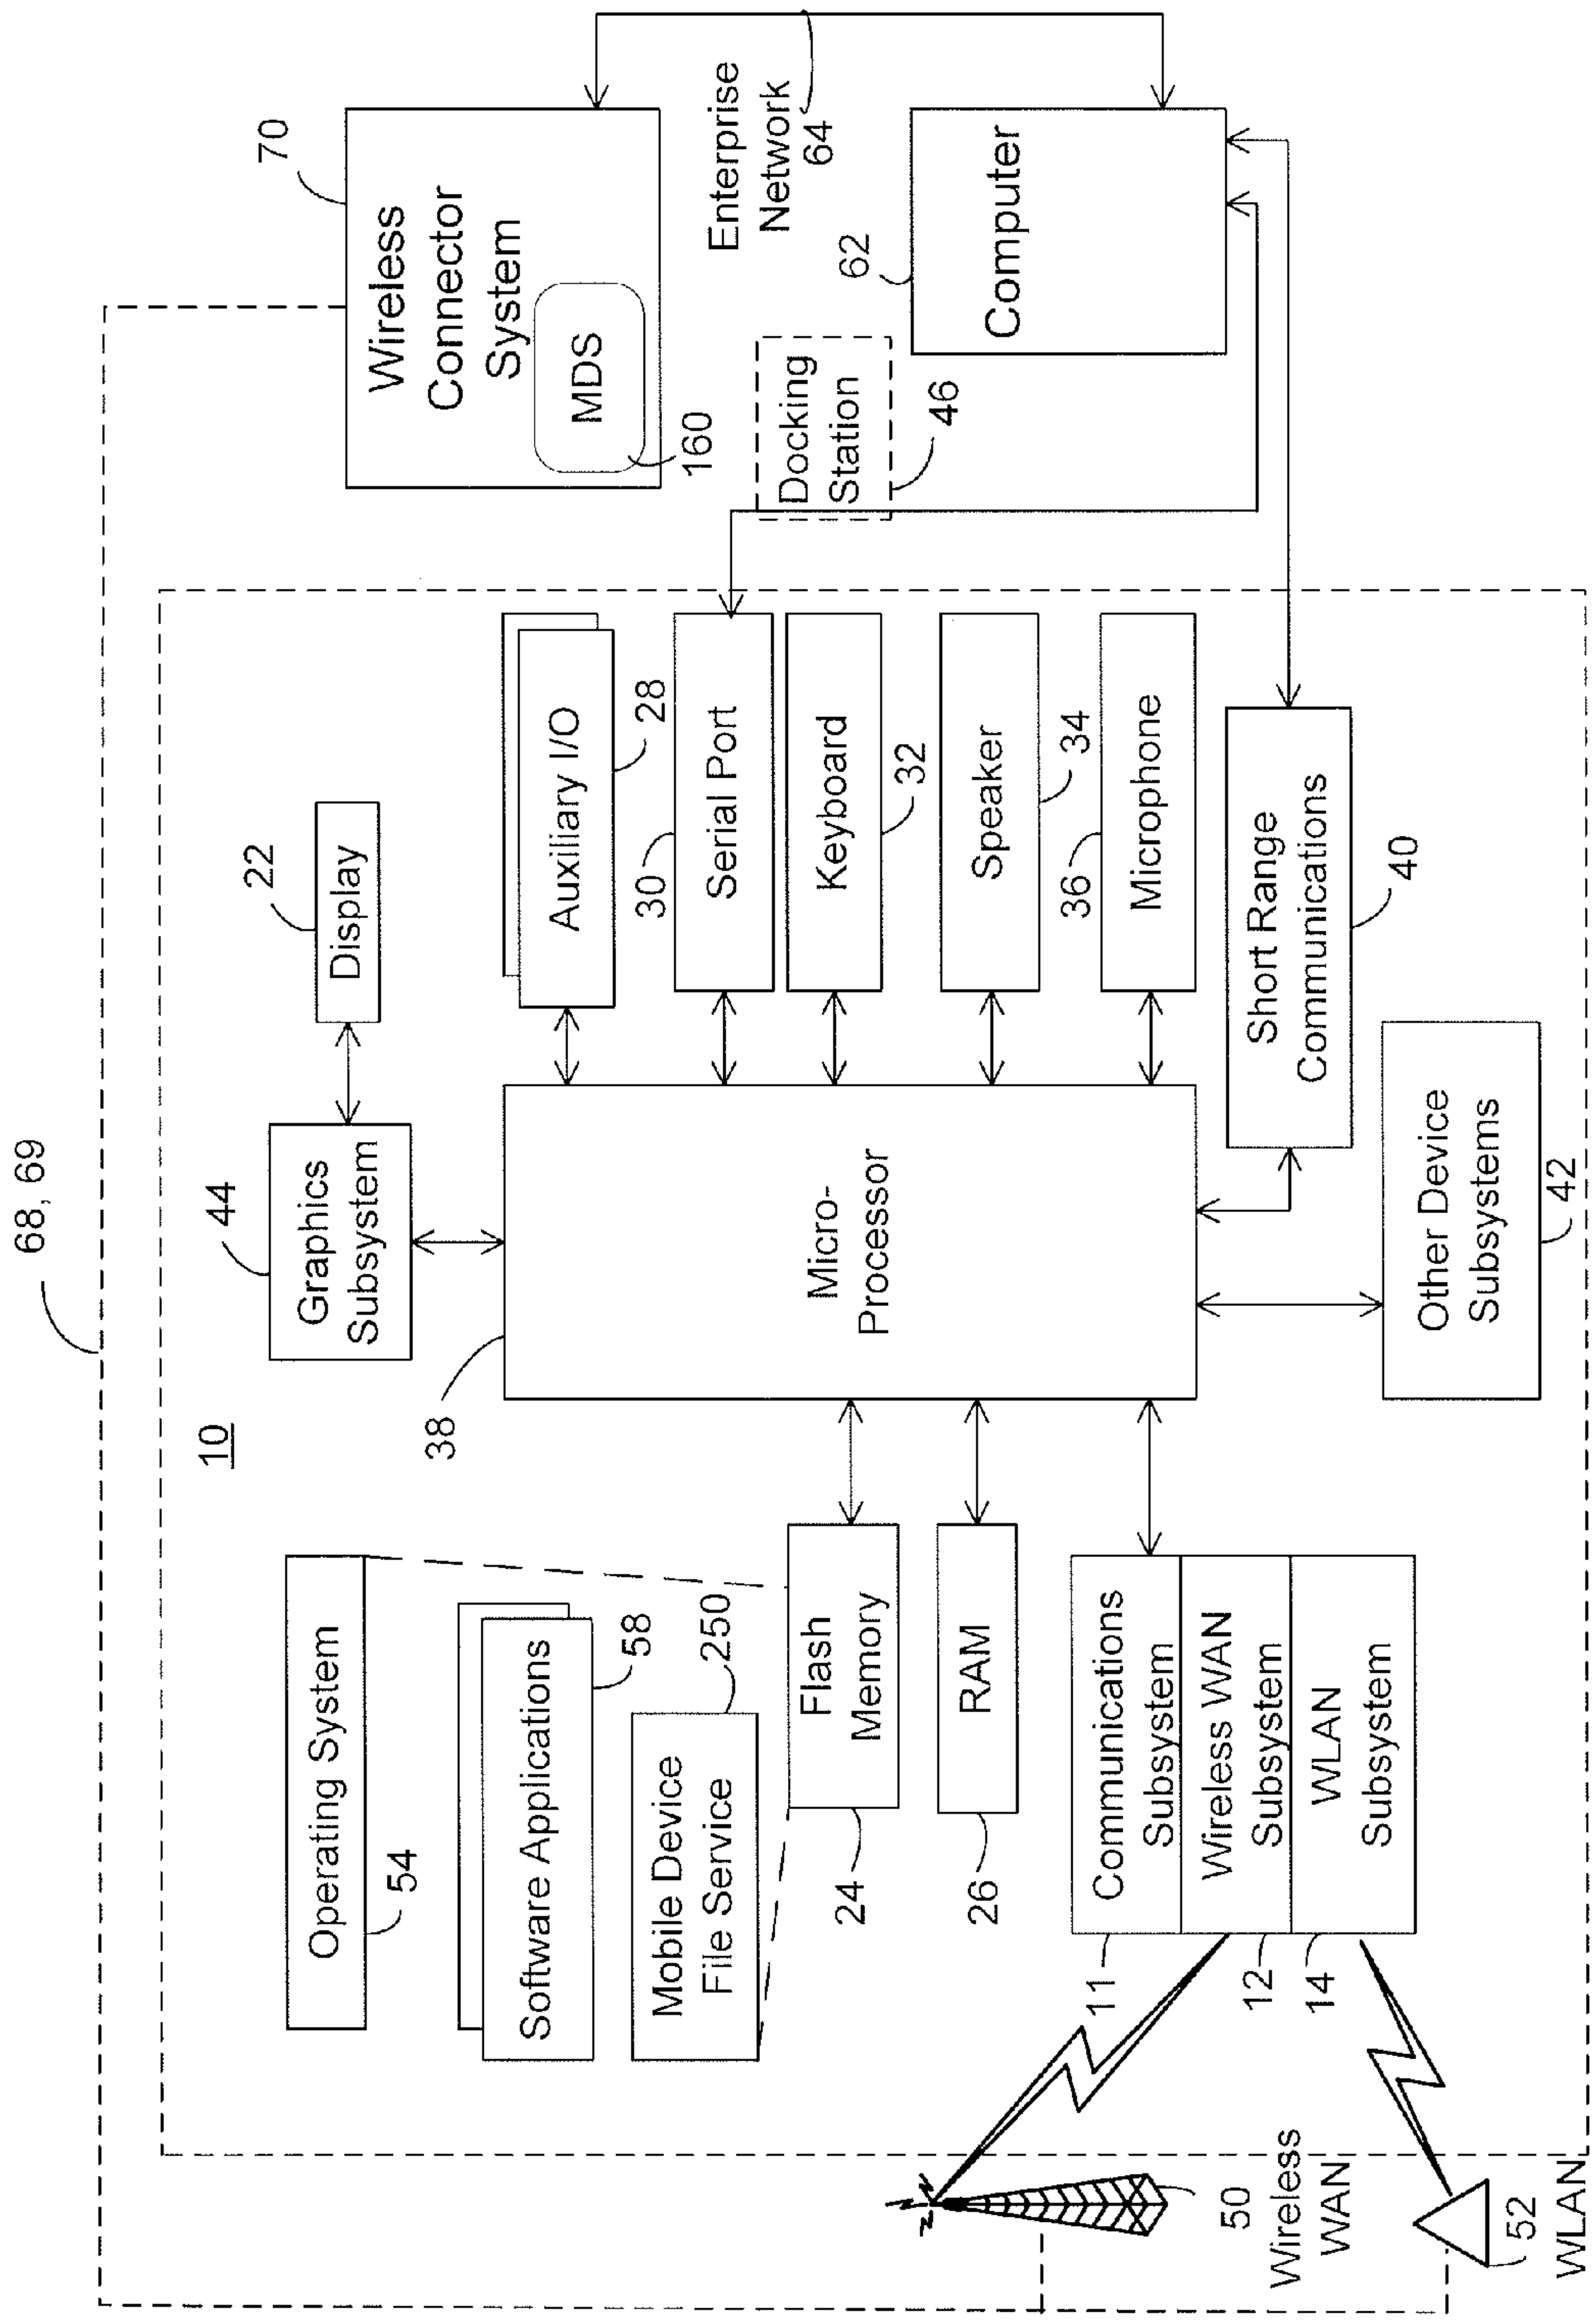 68, 69
10
44
Graphics
Subsystem
22
Display
70
Wireless
Connector
System
MDS
160
Operating System
54
Software Applications
58
Mobile Device
File Service
250
38
Micro-
Processor
Auxiliary I/O
28
30
Serial Port
Keyboard
32
Speaker
34
36
Microphone
Docking
Station
46
Enterprise
Network
64
62
Computer
Flash
Memory
24
RAM
26
Communications
Subsystem
11
Wireless WAN
Subsystem
12
WLAN
Subsystem
14
Short Range
Communications
40
Other Device
Subsystems
42
50
Wireless
WAN
52
WLAN